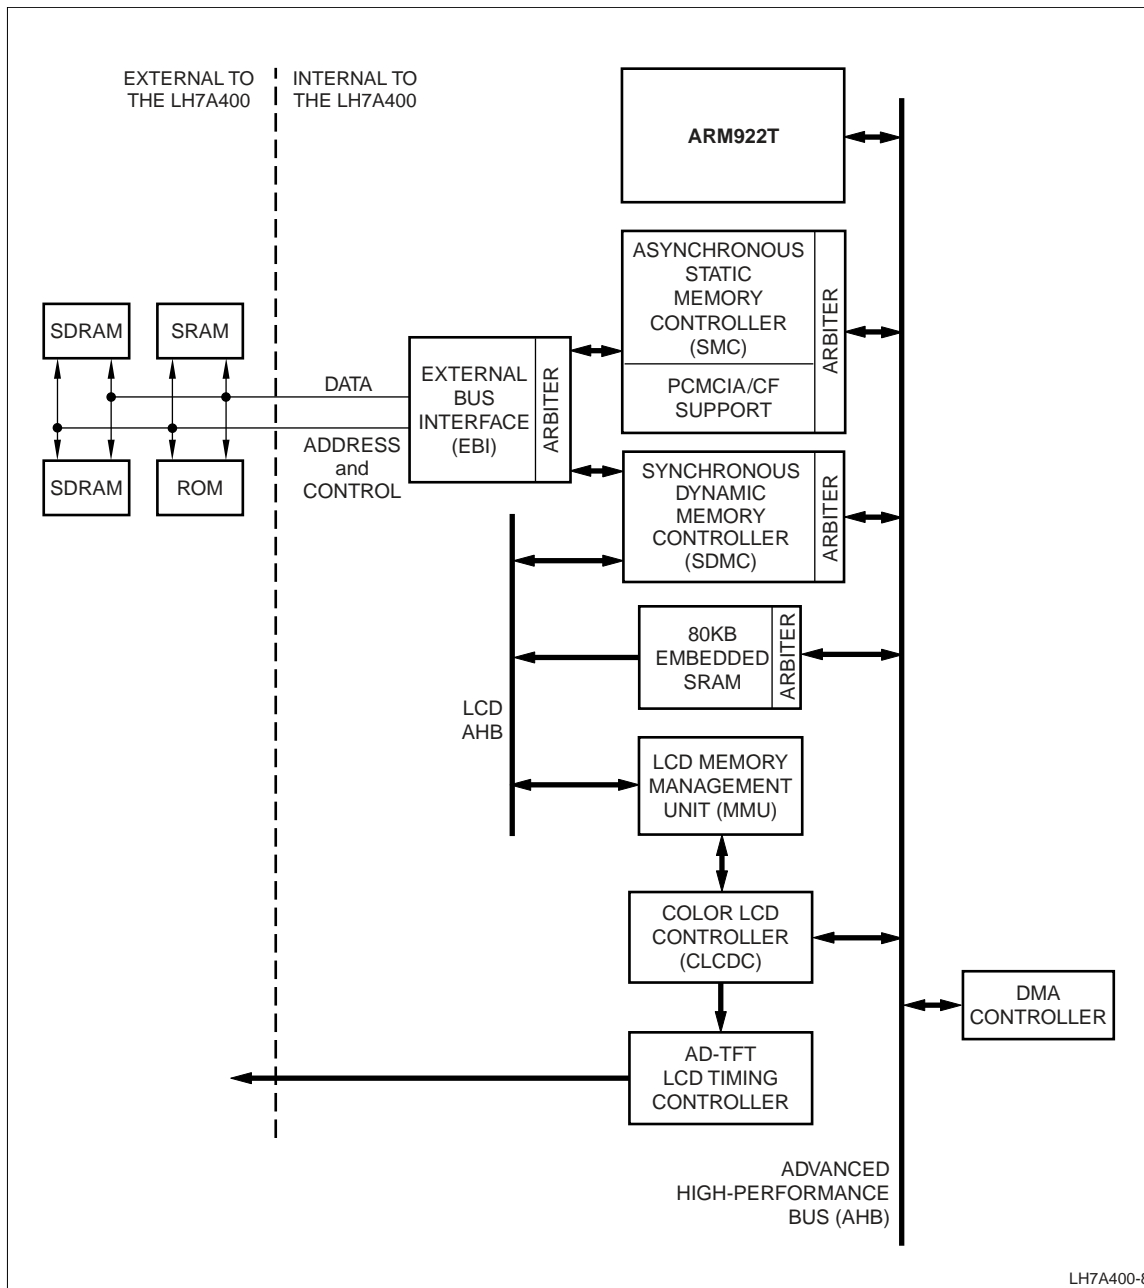 EXTERNAL TO
THE LH7A400
INTERNAL TO
THE LH7A400
ARM922T
ASYNCHRONOUS
STATIC
MEMORY
CONTROLLER
(SMC)
ARBITER
PCMCIA/CF
SUPPORT
SDRAM
SRAM
DATA
EXTERNAL
BUS
INTERFACE
(EBI)
ARBITER
ADDRESS
and
CONTROL
SDRAM
ROM
SYNCHRONOUS
DYNAMIC
MEMORY
CONTROLLER
(SDMC)
ARBITER
80KB
EMBEDDED
SRAM
ARBITER
LCD
AHB
LCD MEMORY
MANAGEMENT
UNIT (MMU)
COLOR LCD
CONTROLLER
(CLCDC)
DMA
CONTROLLER
AD-TFT
LCD TIMING
CONTROLLER
ADVANCED
HIGH-PERFORMANCE
BUS (AHB)